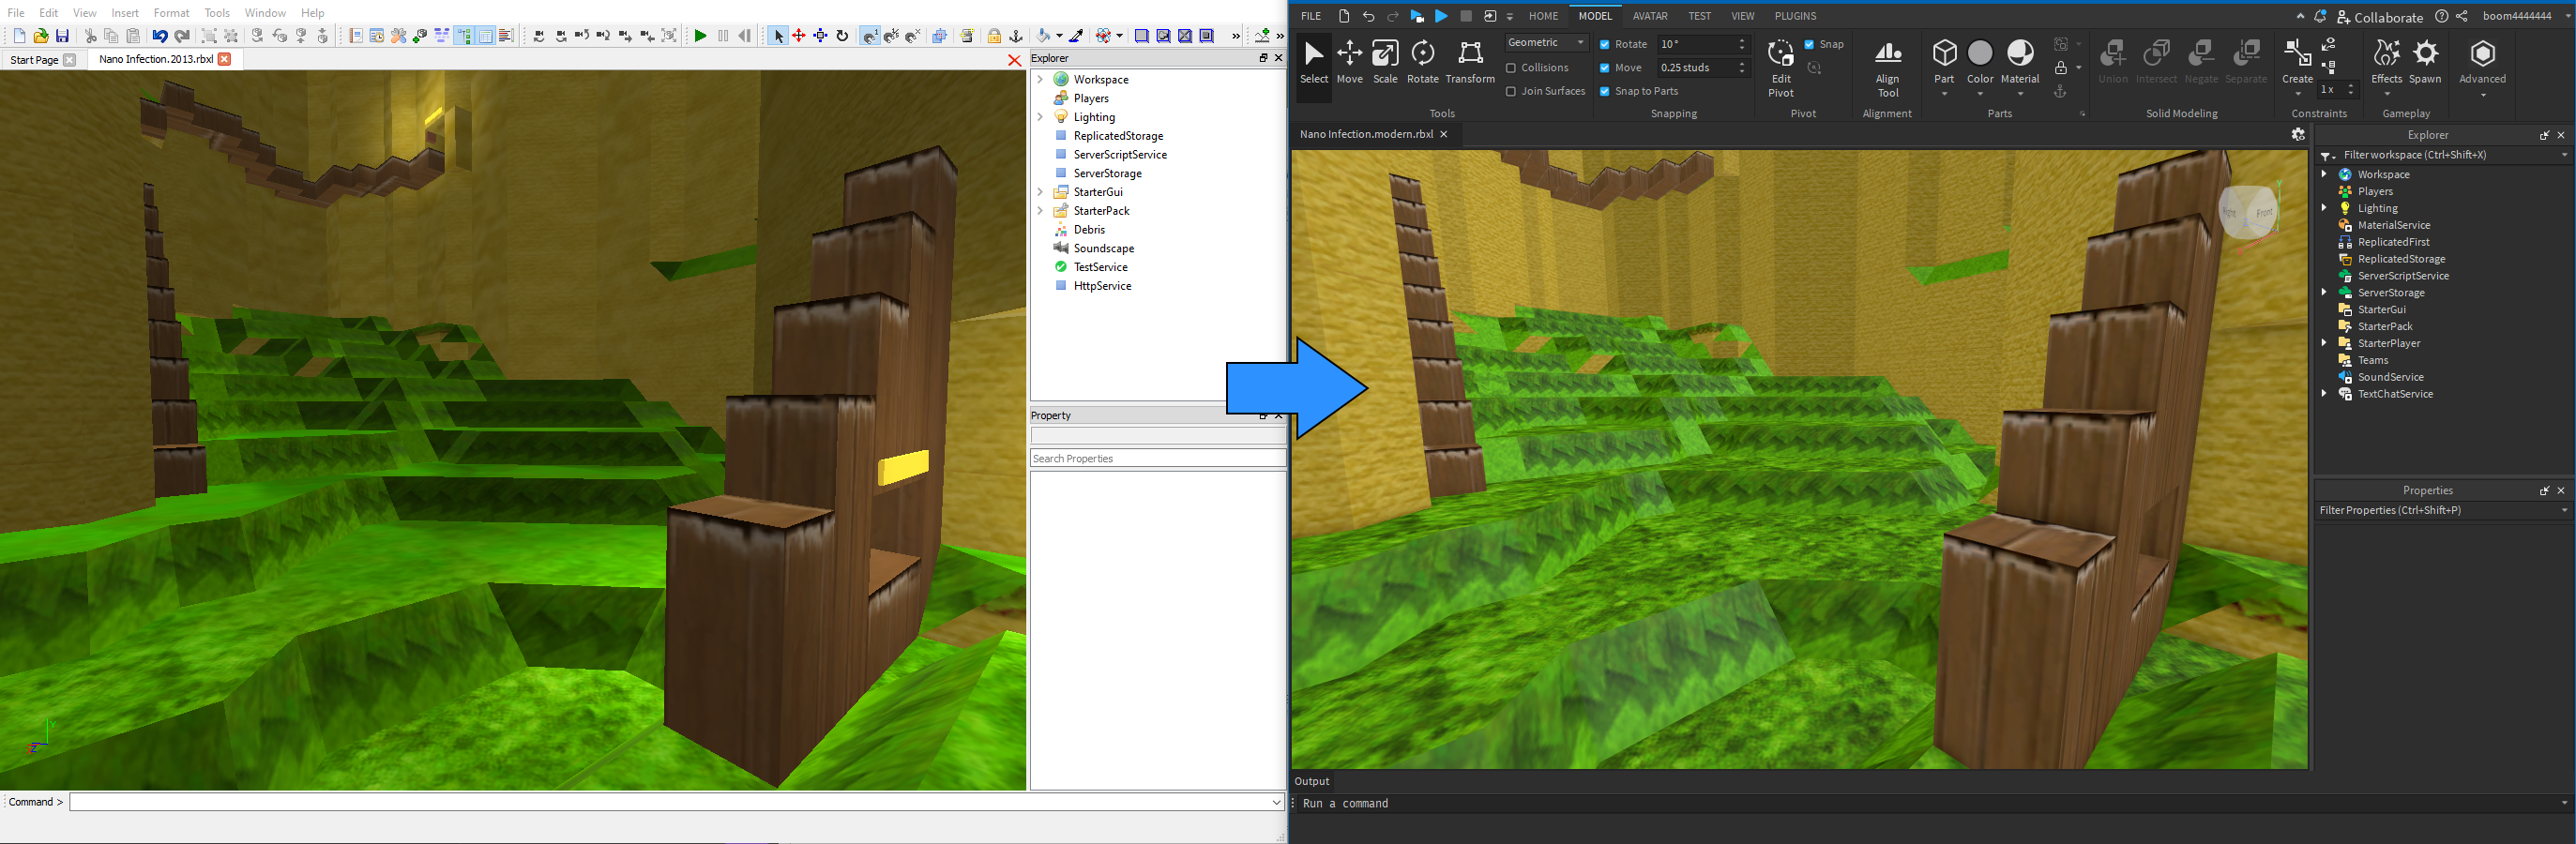 File Edit View Insert Format Tools Window Help
Start Page
Nano Infection.2013.rbxl
Explorer
Workspace
Players
Lighting
ReplicatedStorage
ServerScriptService
ServerStorage
StarterGui
StarterPack
Debris
Soundscape
TestService
HttpService
Property
Search Properties
Y
Z
Command >
FILE HOME MODEL AVATAR TEST VIEW PLUGINS
Collaborate
boom4444444
Select Move Scale Rotate Transform
Geometric
Collisions
Join Surfaces
Tools
Rotate 10°
Move 0.25 studs
Snap to Parts
Snapping
Edit Pivot
Snap
Pivot
Align Tool
Alignment
Part Color Material
Parts
Union Intersect Negate Separate
Solid Modeling
Create
1x
Constraints
Effects Spawn
Gameplay
Advanced
Nano Infection.modern.rbxl
Right Front
Y
Explorer
Filter workspace (Ctrl+Shift+X)
Workspace
Players
Lighting
MaterialService
ReplicatedFirst
ReplicatedStorage
ServerScriptService
ServerStorage
StarterGui
StarterPack
StarterPlayer
Teams
SoundService
TextChatService
Properties
Filter Properties (Ctrl+Shift+P)
Output
Run a command